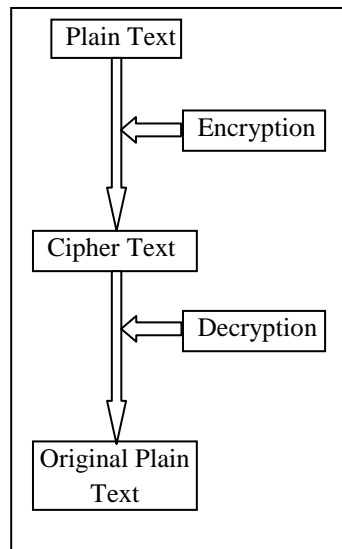 Plain Text
Encryption
Cipher Text
Decryption
Original Plain
Text